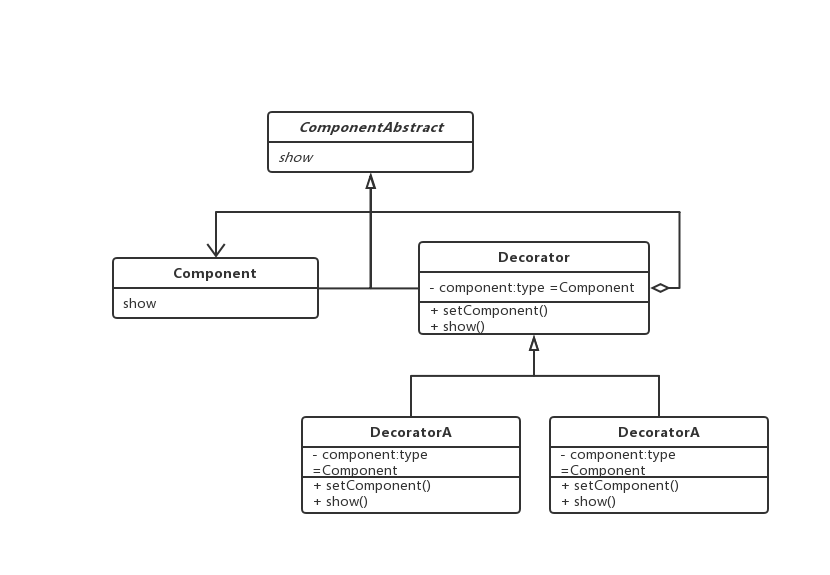 ComponentAbstract
show
Component
show
Decorator
- component:type =Component
+ setComponent()
+ show()
DecoratorA
- component:type
=Component
+ setComponent()
+ show()
DecoratorA
- component:type
=Component
+ setComponent()
+ show()